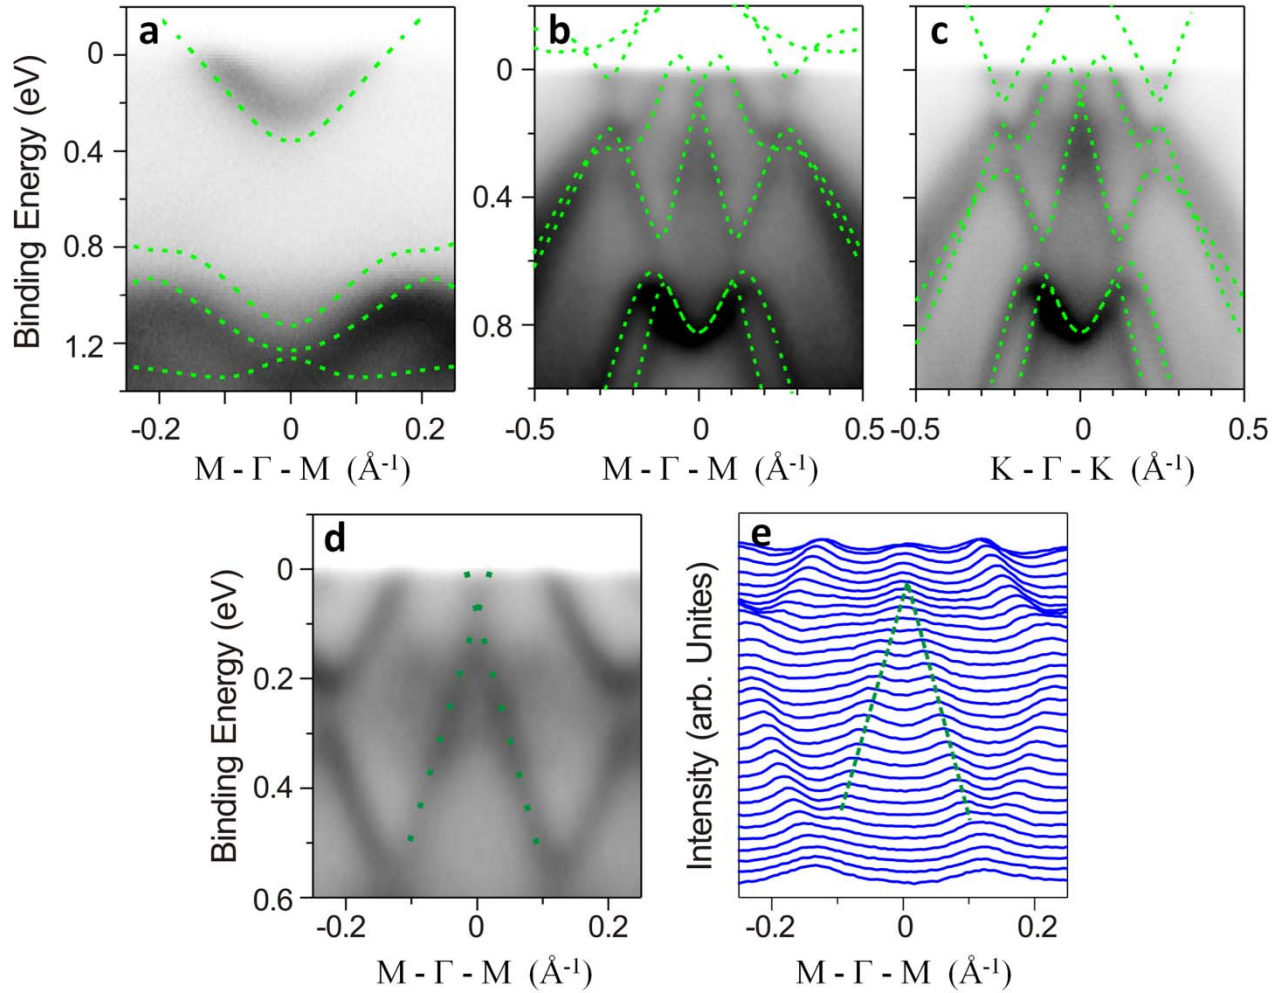 a
b
c
Binding Energy (eV)
0
0.4
0.8
1.2
0
0.4
0.8
-0.2
0
0.2
-0.5
0
0.5
-0.5
0
0.5
M - Γ - M (Å-1)
M - Γ - M (Å-1)
K - Γ - K (Å-1)
d
e
Binding Energy (eV)
0
0.2
0.4
0.6
Intensity (arb. Unites)
-0.2
0
0.2
-0.2
0
0.2
M - Γ - M (Å-1)
M - Γ - M (Å-1)